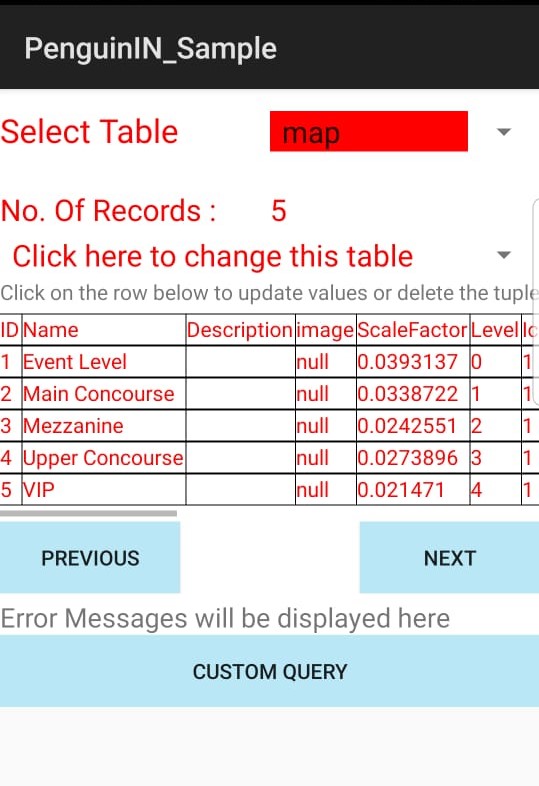 PenguinIN_Sample
Select Table map
No. Of Records : 5
Click here to change this table
Click on the row below to update values or delete the tuple
ID Name Description image ScaleFactor Level
1 Event Level null 0.0393137 0 1
2 Main Concourse null 0.0338722 1 1
3 Mezzanine null 0.0242551 2 1
4 Upper Concourse null 0.0273896 3 1
5 VIP null 0.021471 4 1
PREVIOUS NEXT
Error Messages will be displayed here
CUSTOM QUERY